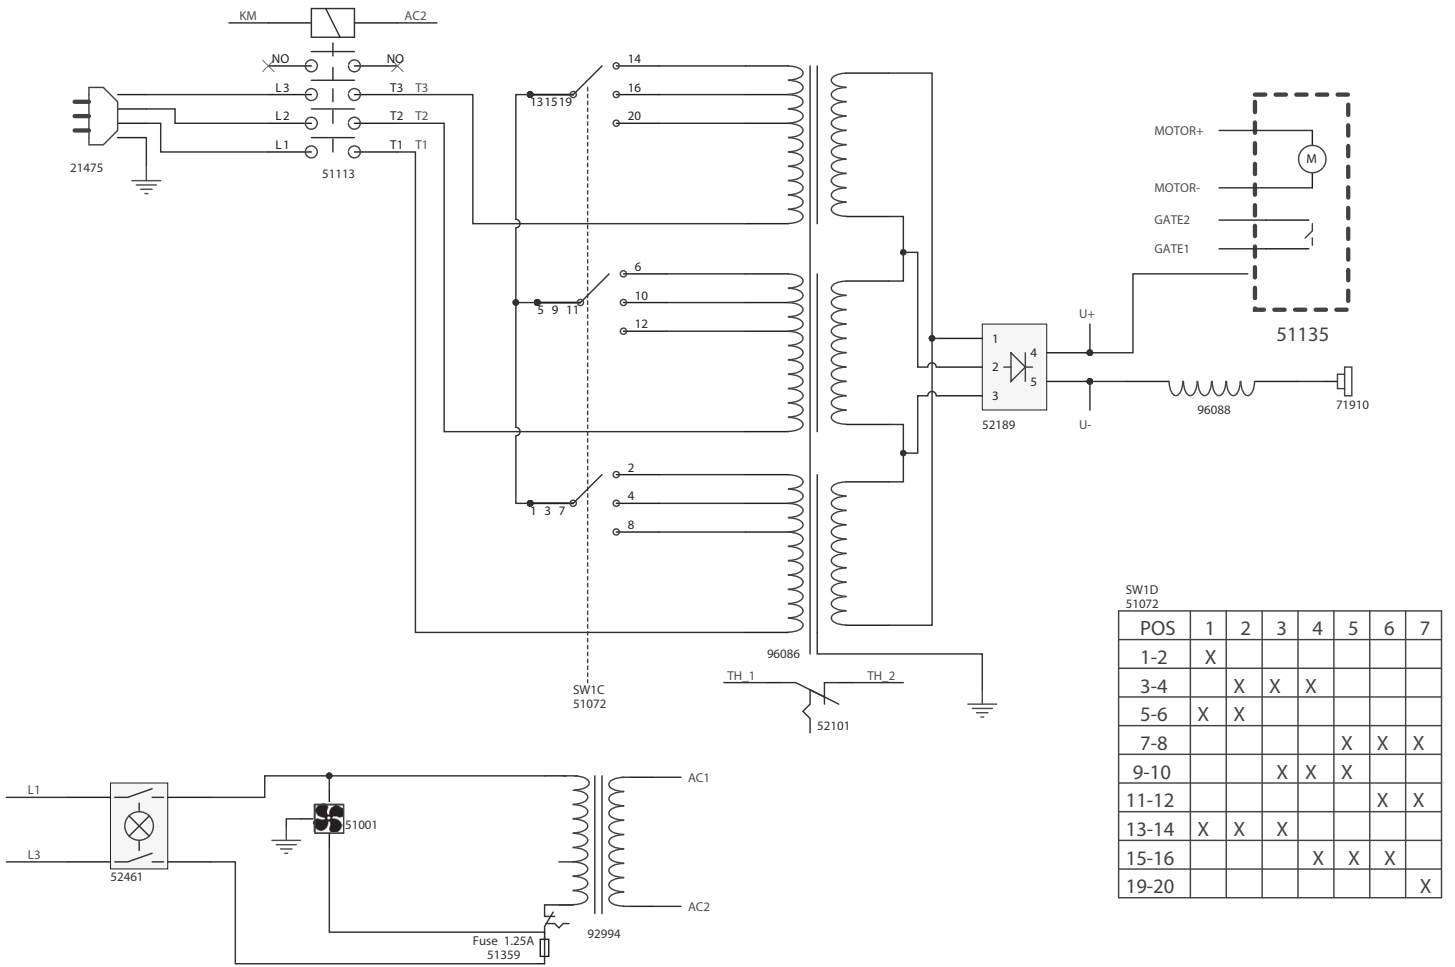 KM AC2
NO NO
L3 T3 T3
L2 T2 T2
L1 T1 T1
21475
51113
14
131519 16
20
6
5 9 11 10
12
2
1 3 7 4
8
96086
SW1C
51072
TH_1 TH_2
52101
MOTOR+
M
MOTOR-
GATE2
GATE1
51135
U+
1
4
2
5
3
52189
U-
96088
71910
SW1D
51072
POS 1 2 3 4 5 6 7
1-2 X
3-4 X X X
5-6 X X
7-8 X X X
9-10 X X X
11-12 X X
13-14 X X X
15-16 X X X
19-20 X
L1
L3
52461
51001
AC1
AC2
Fuse 1.25A
51359
92994